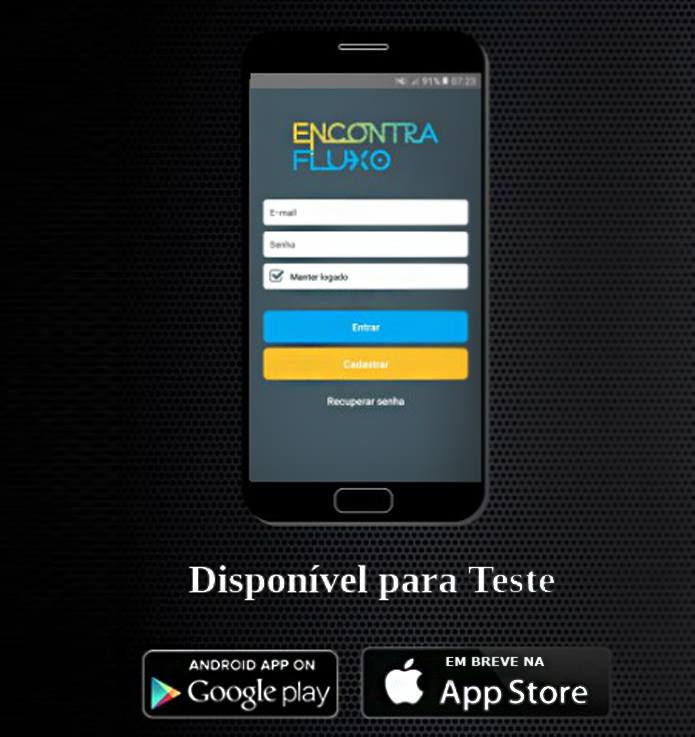 91% 07:23
ENCONTRA
FLUXO
E-mail
Senha
Manter logado
Entrar
Cadastrar
Recuperar senha
Disponível para Teste
ANDROID APP ON
Google play
EM BREVE NA
App Store